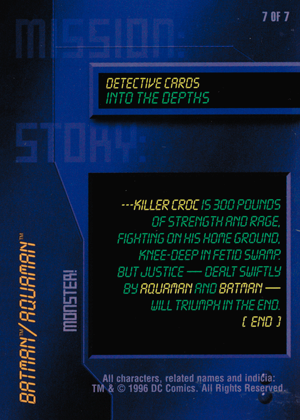 7 OF 7
MISSION:
DETECTIVE CARDS
INTO THE DEPTHS
STORY:
---KILLER CROC IS 300 POUNDS
OF STRENGTH AND RAGE,
FIGHTING ON HIS HOME GROUND,
KNEE-DEEP IN FETID SWAMP.
BUT JUSTICE — DEALT SWIFTLY
BY AQUAMAN AND BATMAN —
WILL TRIUMPH IN THE END.
( END )
BATMAN™/AQUAMAN™
MONSTER!
All characters, related names and indicia:
TM & © 1996 DC Comics. All Rights Reserved.